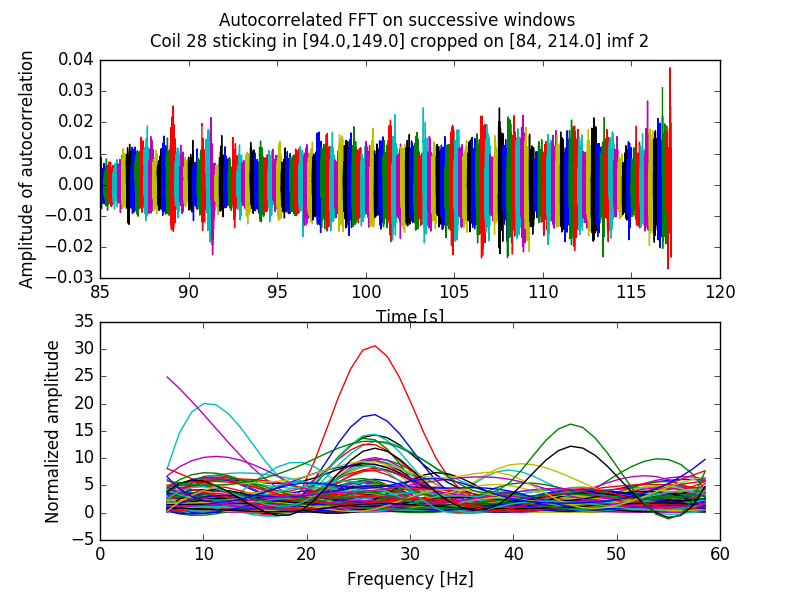 Autocorrelated FFT on successive windows
Coil 28 sticking in [94.0,149.0] cropped on [84, 214.0] imf 2
Amplitude of autocorrelation
0.04
0.03
0.02
0.01
0.00
−0.01
−0.02
−0.03
85 90 95 100 105 110 115 120
Time [s]
Normalized amplitude
35
30
25
20
15
10
5
0
−5
0 10 20 30 40 50 60
Frequency [Hz]